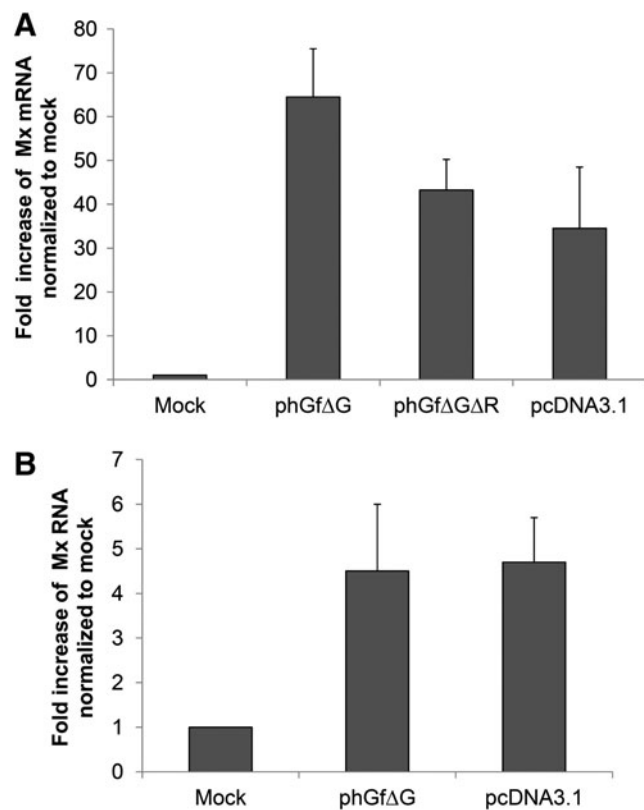 A
Fold increase of Mx mRNA
normalized to mock
80
70
60
50
40
30
20
10
0
Mock phGfΔG phGfΔGΔR pcDNA3.1
B
Fold increase of Mx RNA
normalized to mock
7
6
5
4
3
2
1
0
Mock phGfΔG pcDNA3.1